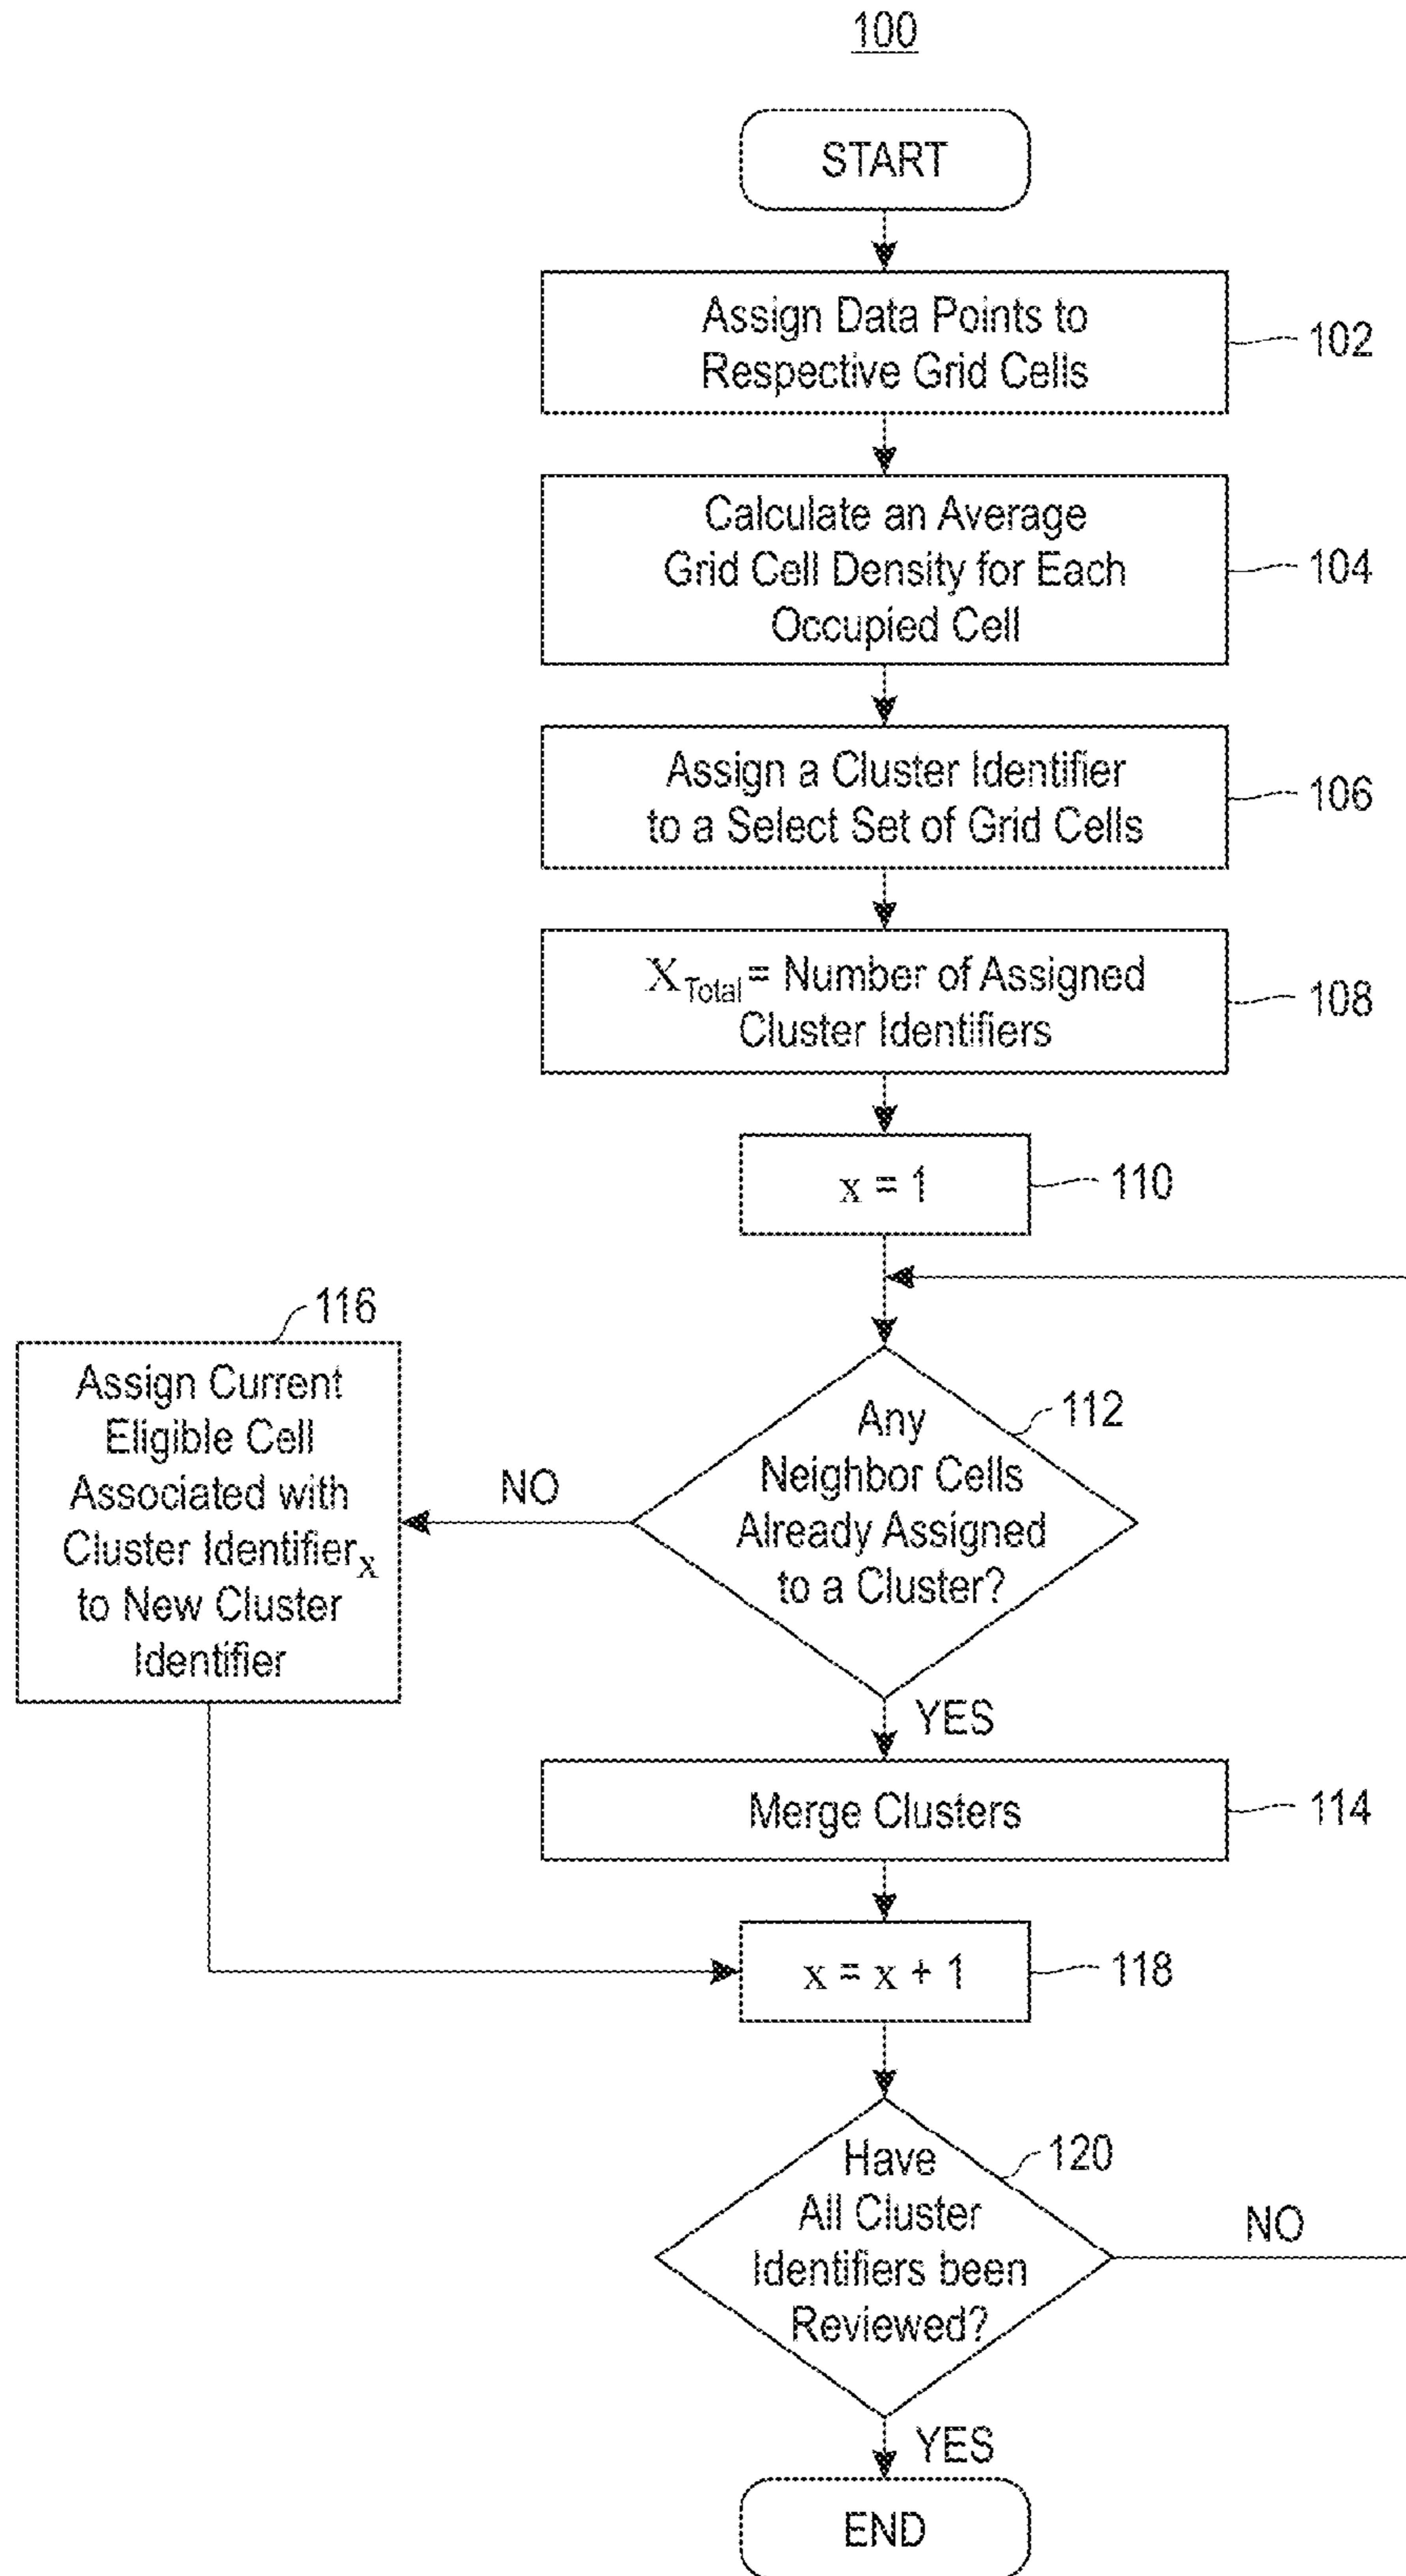 100
START
Assign Data Points to
Respective Grid Cells
102
Calculate an Average
Grid Cell Density for Each
Occupied Cell
104
Assign a Cluster Identifier
to a Select Set of Grid Cells
106
X_Total = Number of Assigned
Cluster Identifiers
108
x = 1
110
116
Assign Current
Eligible Cell
Associated with
Cluster Identifier_x
to New Cluster
Identifier
NO
Any
Neighbor Cells
Already Assigned
to a Cluster?
112
YES
Merge Clusters
114
x = x + 1
118
Have
All Cluster
Identifiers been
Reviewed?
120
NO
YES
END